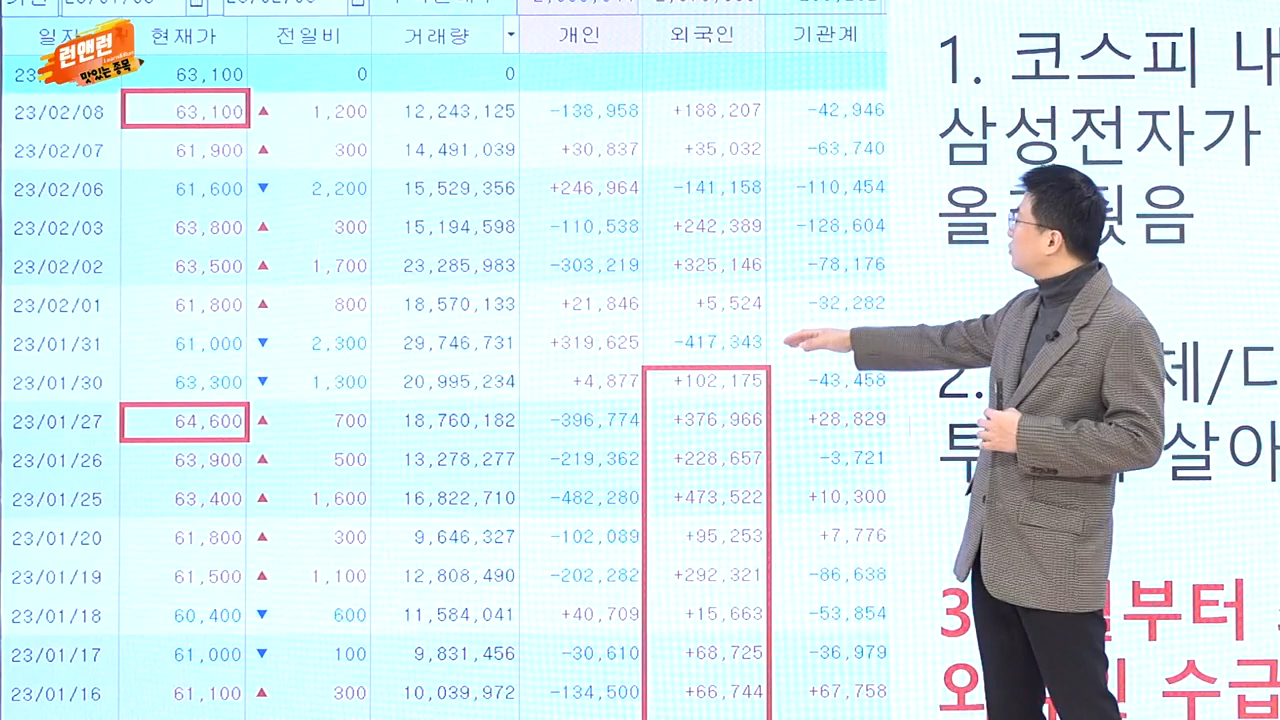 런앤런
맛있는 종목
현재가 전일비 거래량 개인 외국인 기관계
63,100 0 0
23/02/08 63,100 ▲ 1,200 12,243,125 -138,958 +188,207 -42,946
23/02/07 61,900 ▲ 300 14,491,039 +30,837 +35,032 -63,740
23/02/06 61,600 ▼ 2,200 15,529,356 +246,964 -141,158 -110,454
23/02/03 63,800 ▲ 300 15,194,598 -110,538 +242,389 -128,604
23/02/02 63,500 ▲ 1,700 23,285,983 -303,219 +325,146 -78,176
23/02/01 61,800 ▲ 800 18,570,133 +21,846 +5,524 -32,282
23/01/31 61,000 ▼ 2,300 29,746,731 +319,625 -417,343
23/01/30 63,300 ▼ 1,300 20,995,234 +4,877 +102,175 -43,458
23/01/27 64,600 ▲ 700 18,760,182 -396,774 +376,966 +28,829
23/01/26 63,900 ▲ 500 13,278,277 -219,362 +228,657 -3,721
23/01/25 63,400 ▲ 1,600 16,822,710 -482,280 +473,522 +10,300
23/01/20 61,800 ▲ 300 9,646,327 -102,089 +95,253 +7,776
23/01/19 61,500 ▲ 1,100 12,808,490 -202,282 +292,321 -86,638
23/01/18 60,400 ▼ 600 +40,709 +15,663 -53,854
23/01/17 61,000 ▼ 100 9,831,456 -30,610 +68,725 -36,979
23/01/16 61,100 ▲ 300 10,039,972 -134,500 +66,744 +67,758
1. 코스피 내
삼성전자가
음
2. 체/디
살아
3 부터
수급